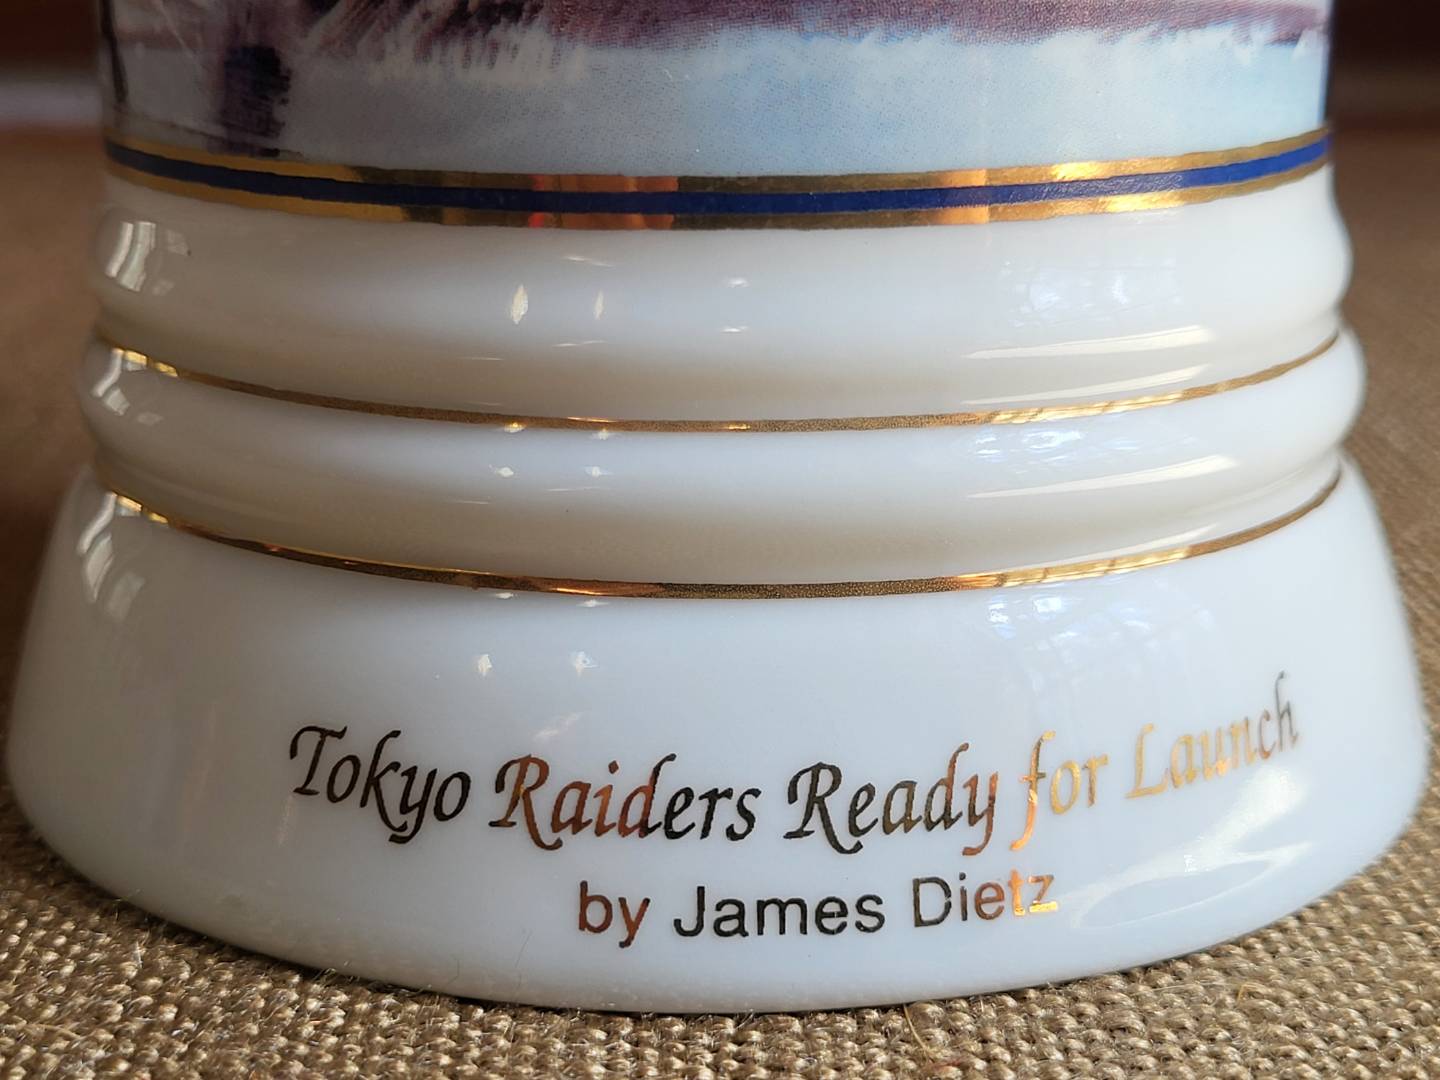 Tokyo Raiders Ready for Launch
by James Dietz